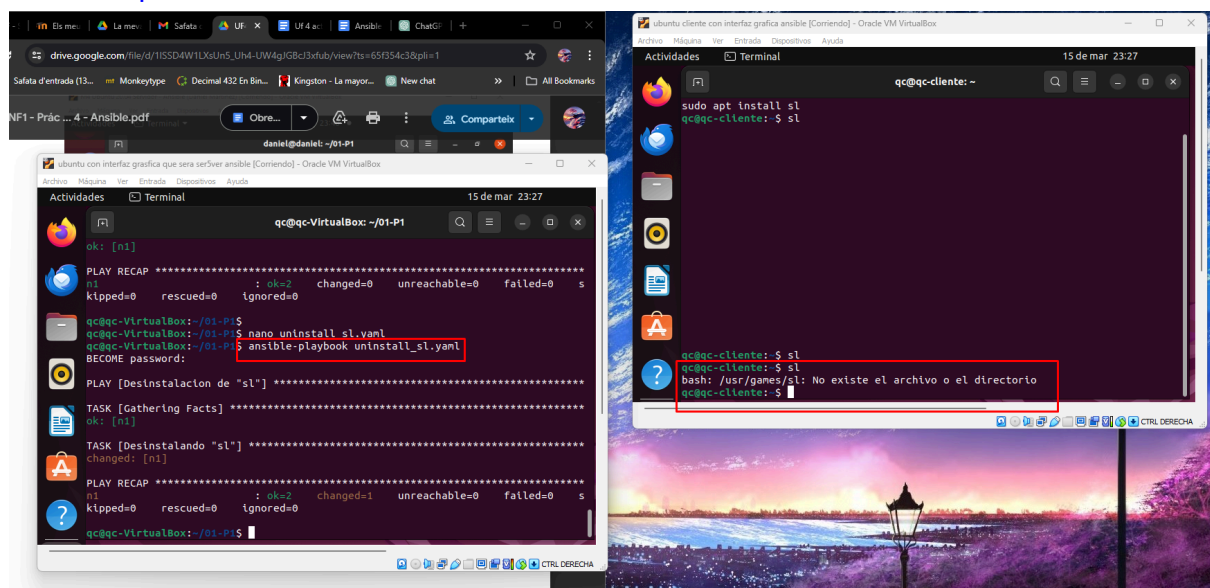 Els meu
La mev
Safata
UF
Uf 4 ac
Ansible
ChatGP
drive.google.com/file/d/1ISSD4W1LXsUn5_Uh4-UW4gJGBcJ3xfub/view?ts=65f354c3&pli=1
Safata d'entrada (13...
Monkeytype
Decimal 432 En Bin...
Kingston - La mayor...
New chat
»
All Bookmarks
NF1 - Prác ... 4 - Ansible.pdf
Obre...
Comparteix
daniel@daniel: ~/01-P1
ubuntu con interfaz grasfica que sera ser5ver ansible [Corriendo] - Oracle VM VirtualBox
Archivo Máquina Ver Entrada Dispositivos Ayuda
Actividades Terminal 15 de mar 23:27
qc@qc-VirtualBox: ~/01-P1
ok: [n1]
PLAY RECAP *********************************************************************
n1 : ok=2 changed=0 unreachable=0 failed=0 s
kipped=0 rescued=0 ignored=0
qc@qc-VirtualBox:~/01-P1$
qc@qc-VirtualBox:~/01-P1$ nano uninstall_sl.yaml
qc@qc-VirtualBox:~/01-P1$ ansible-playbook uninstall_sl.yaml
BECOME password:
PLAY [Desinstalacion de "sl"] **************************************************
TASK [Gathering Facts] *********************************************************
ok: [n1]
TASK [Desinstalando "sl"] ******************************************************
changed: [n1]
PLAY RECAP *********************************************************************
n1 : ok=2 changed=1 unreachable=0 failed=0 s
kipped=0 rescued=0 ignored=0
qc@qc-VirtualBox:~/01-P1$
CTRL DERECHA
ubuntu cliente con interfaz grafica ansible [Corriendo] - Oracle VM VirtualBox
Archivo Máquina Ver Entrada Dispositivos Ayuda
Actividades Terminal 15 de mar 23:27
qc@qc-cliente: ~
sudo apt install sl
qc@qc-cliente:~$ sl
qc@qc-cliente:~$ sl
qc@qc-cliente:~$ sl
bash: /usr/games/sl: No existe el archivo o el directorio
qc@qc-cliente:~$
CTRL DERECHA